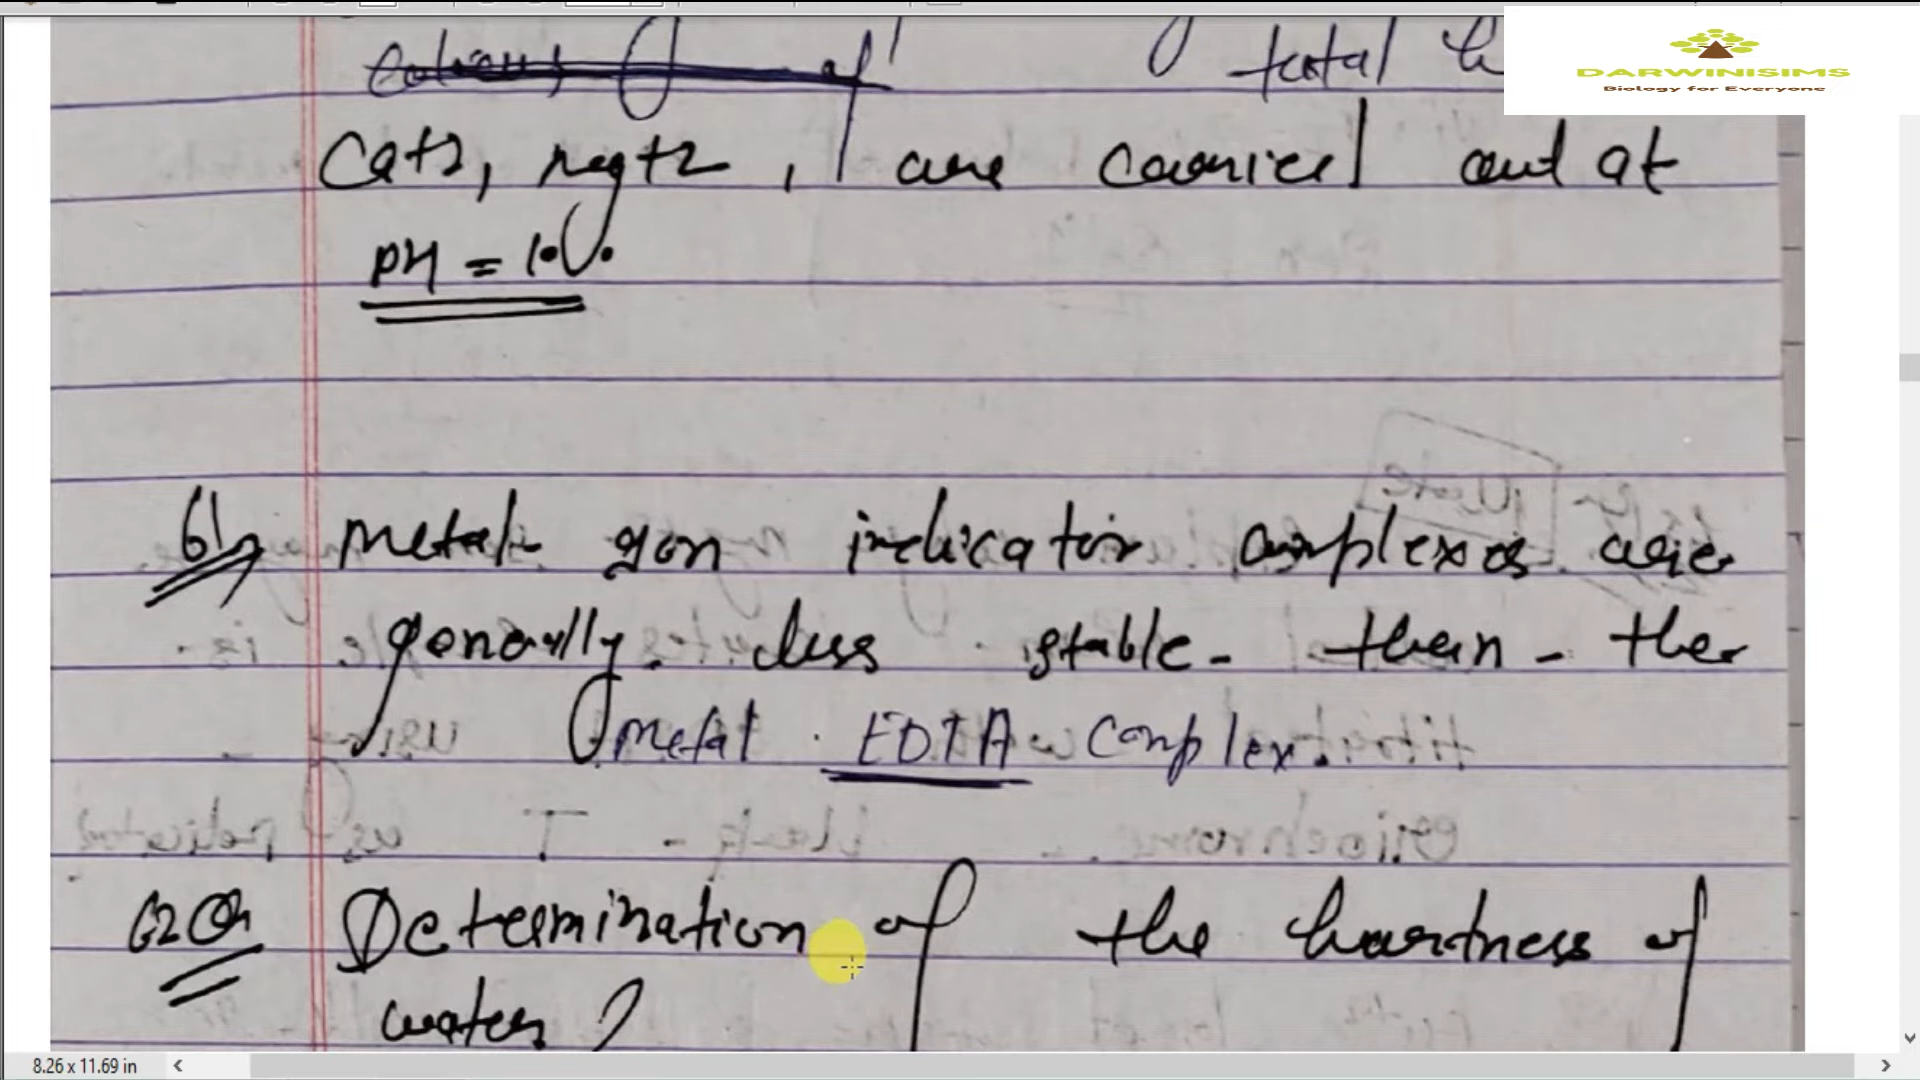 total
DARWINISIMS
Biology for Everyone
Ca+2, Mg+2, are carried out at
PH = 10.
6) Metal ion indicator complexes are
generally less stable than the
metal EDTA complex.
Q2 Determination of the hardness of
water?
8.26 x 11.69 in